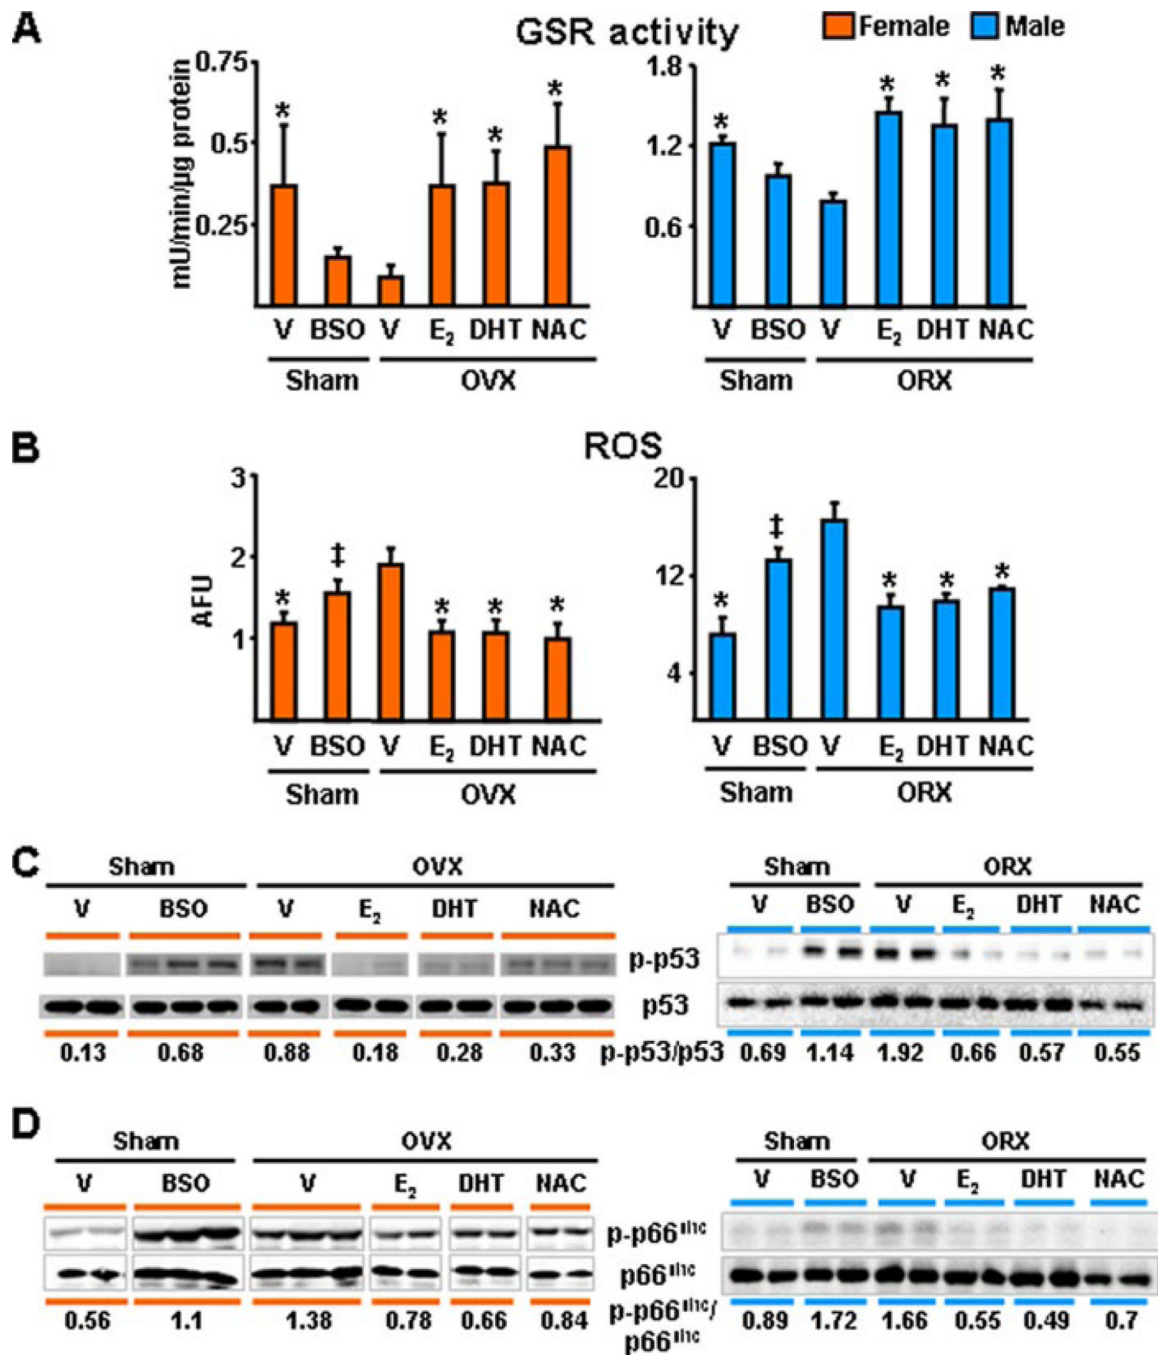 A
GSR activity
Female Male
mU/min/µg protein
0.75
0.5
0.25
* * * *
V BSO V E2 DHT NAC
Sham OVX
1.8
1.2
0.6
* * * *
V BSO V E2 DHT NAC
Sham ORX
B
ROS
AFU
3
2
1
* ‡ * * *
V BSO V E2 DHT NAC
Sham OVX
20
12
4
* ‡ * * *
V BSO V E2 DHT NAC
Sham ORX
C
Sham OVX
V BSO V E2 DHT NAC
Sham ORX
V BSO V E2 DHT NAC
p-p53
p53
0.13 0.68 0.88 0.18 0.28 0.33 p-p53/p53 0.69 1.14 1.92 0.66 0.57 0.55
D
Sham OVX
V BSO V E2 DHT NAC
Sham ORX
V BSO V E2 DHT NAC
p-p66shc
p66shc
0.56 1.1 1.38 0.78 0.66 0.84 p-p66shc/ 0.89 1.72 1.66 0.55 0.49 0.7
p66shc